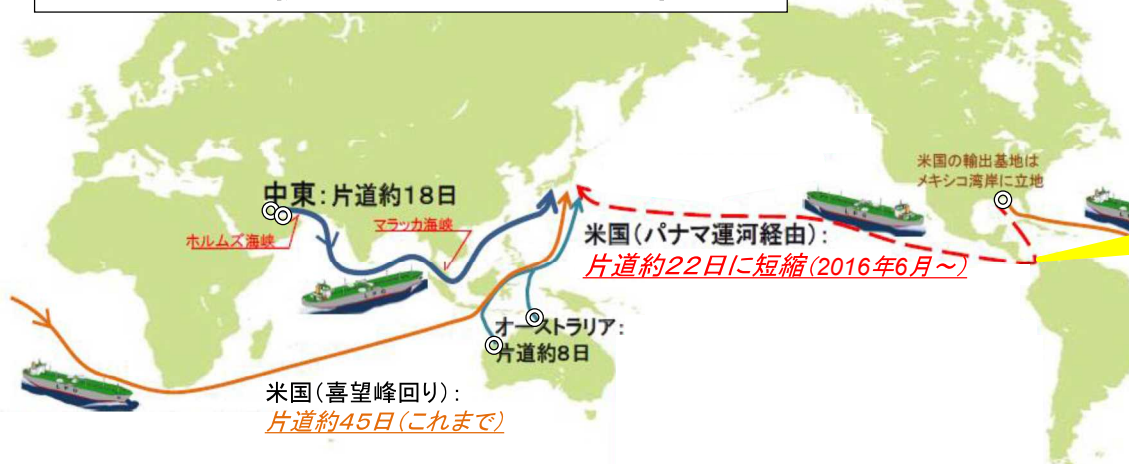 米国の輸出基地は
メキシコ湾岸に立地
中東：片道約18日
マラッカ海峡
ホルムズ海峡
米国（パナマ運河経由）：
片道約２２日に短縮（2016年6月～）
オーストラリア：
片道約8日
米国（喜望峰回り）：
片道約４５日（これまで）